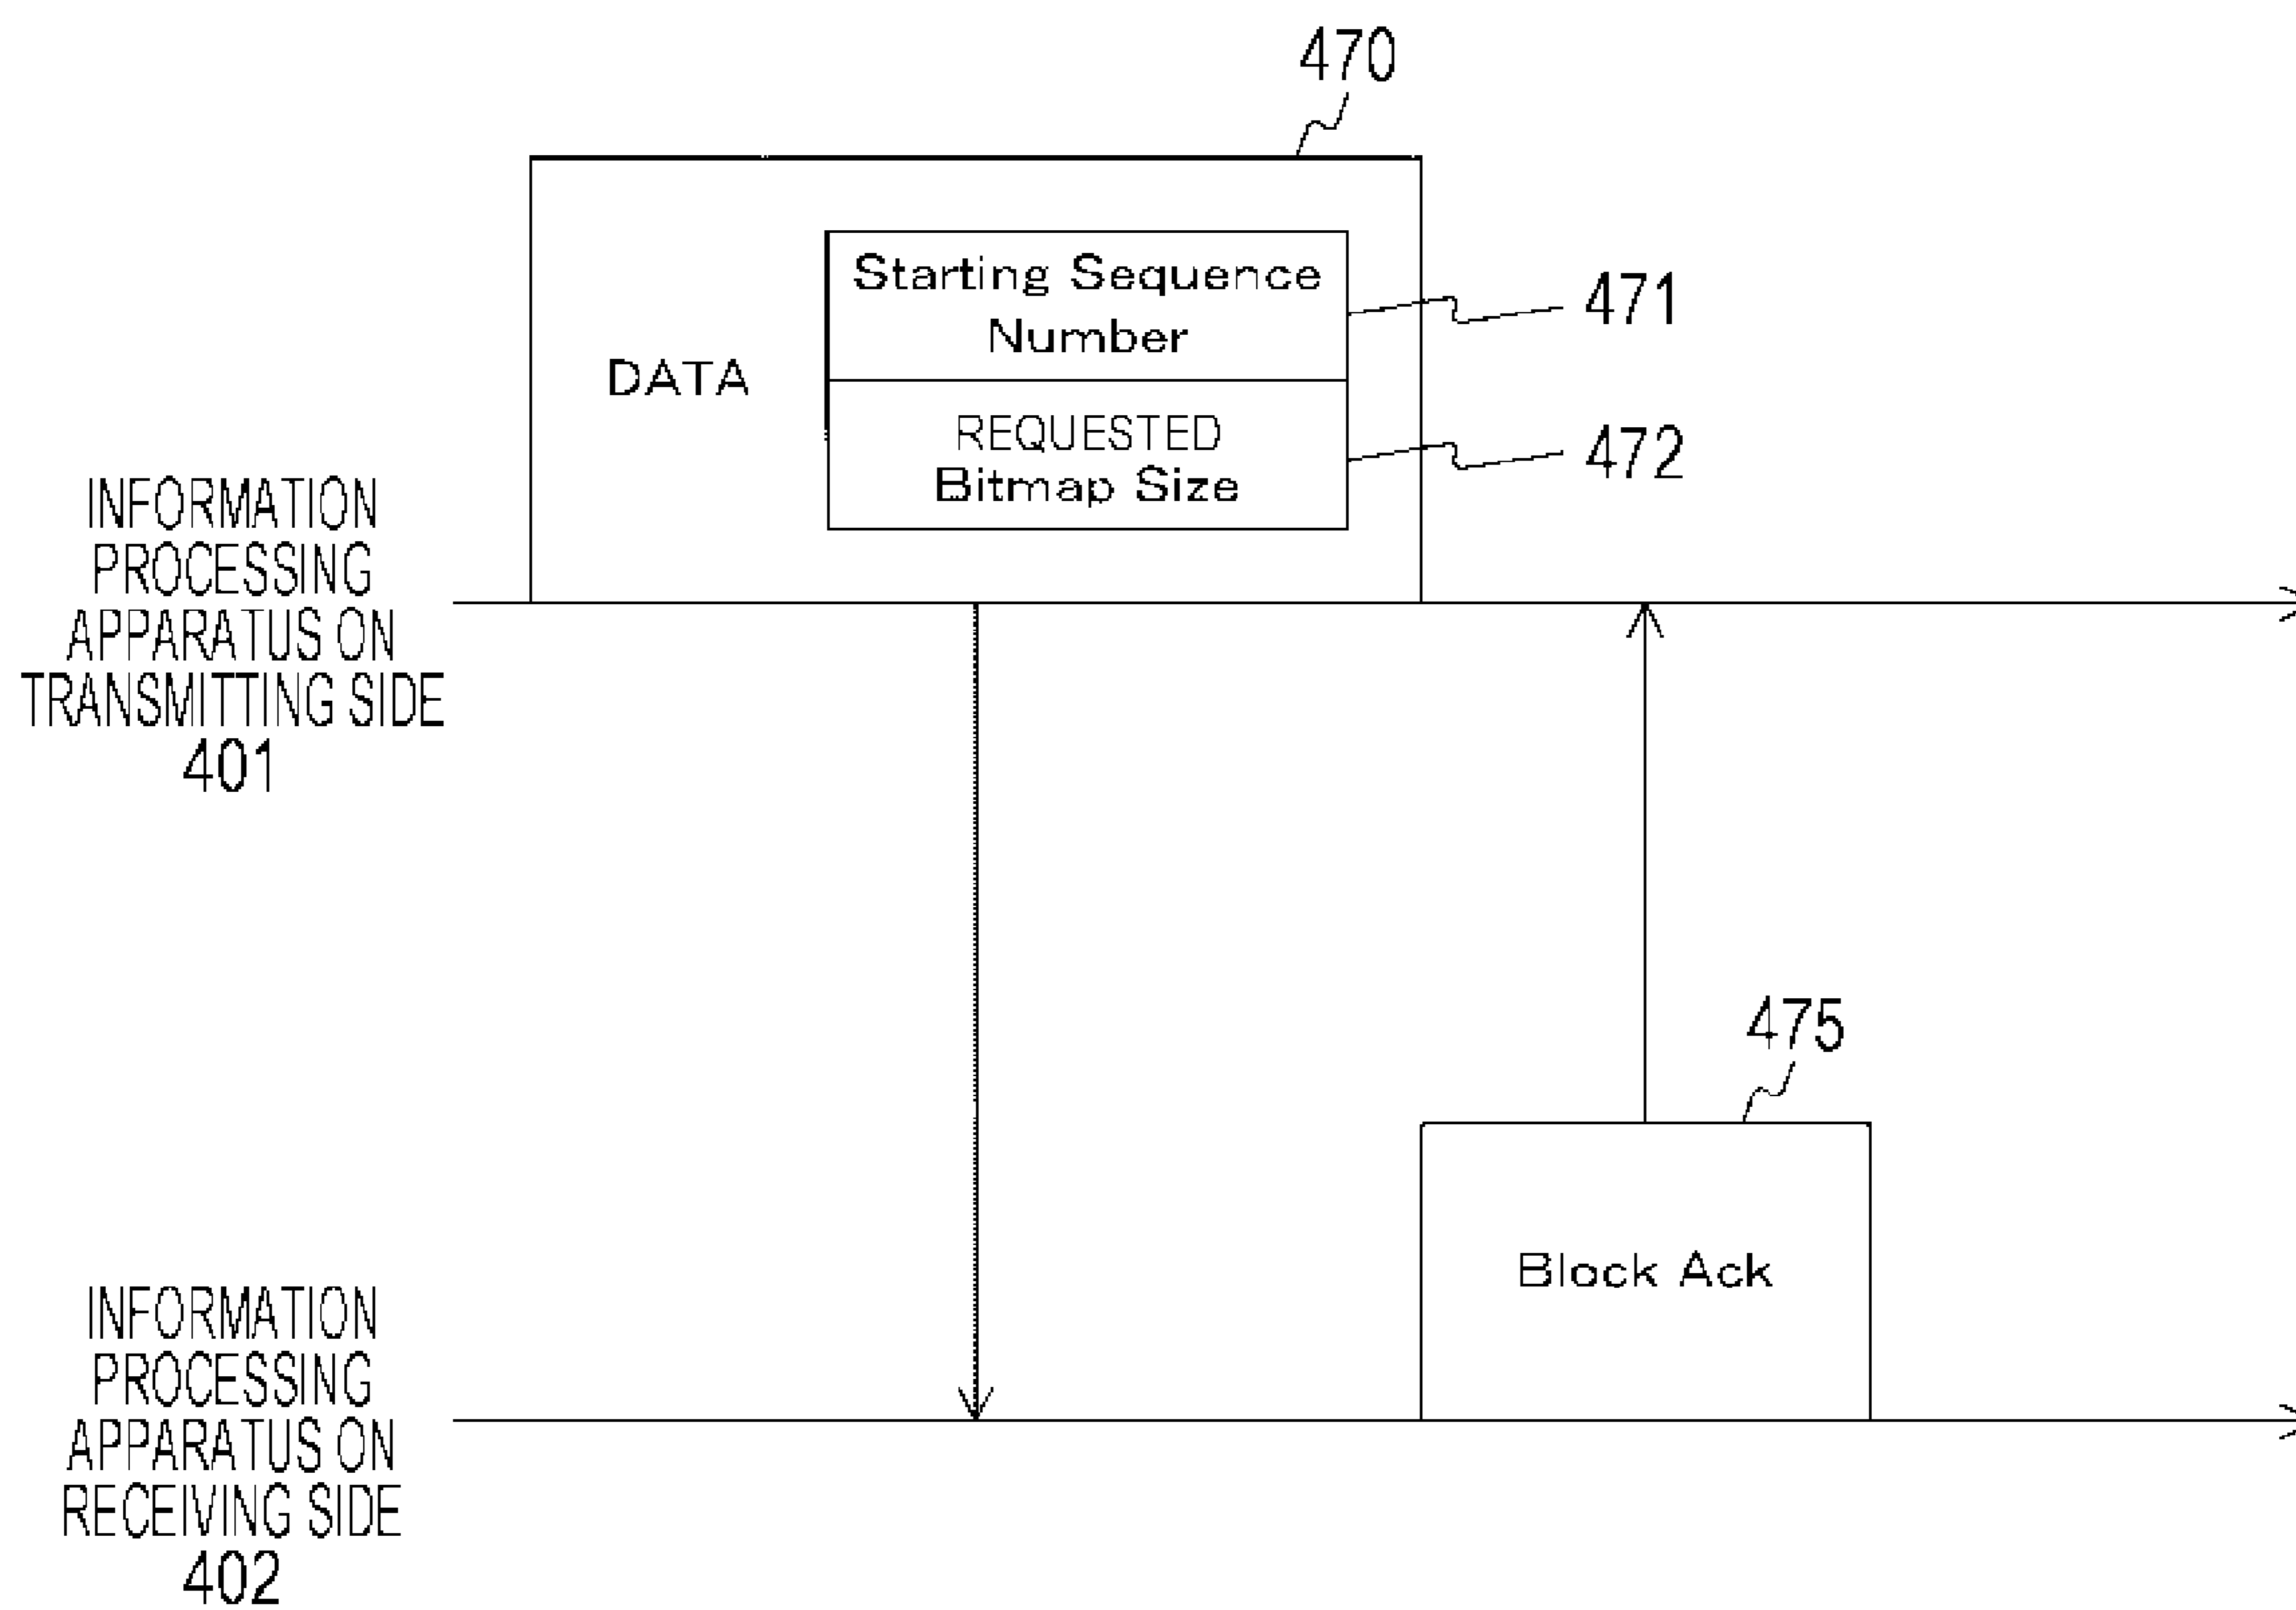 470
Starting Sequence
Number
471
DATA
REQUESTED
Bitmap Size
472
INFORMATION
PROCESSING
APPARATUS ON
TRANSMITTING SIDE
401
475
Block Ack
INFORMATION
PROCESSING
APPARATUS ON
RECEIVING SIDE
402